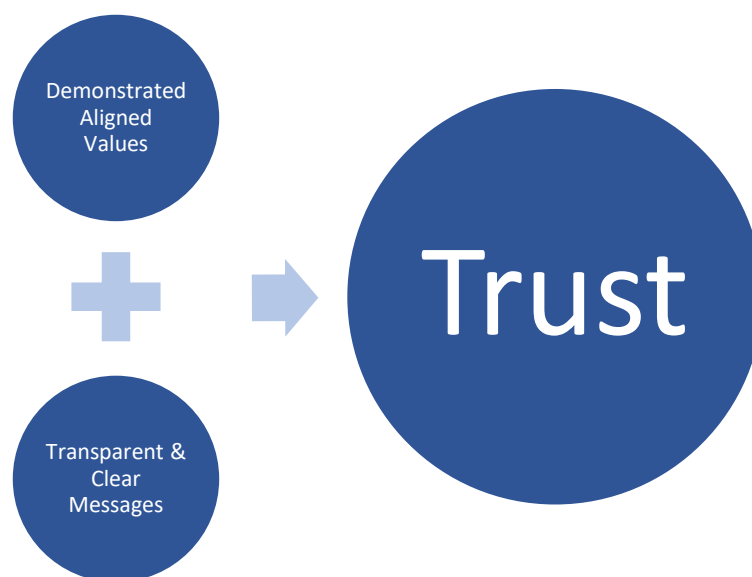 Demonstrated
Aligned
Values
Transparent &
Clear
Messages
Trust